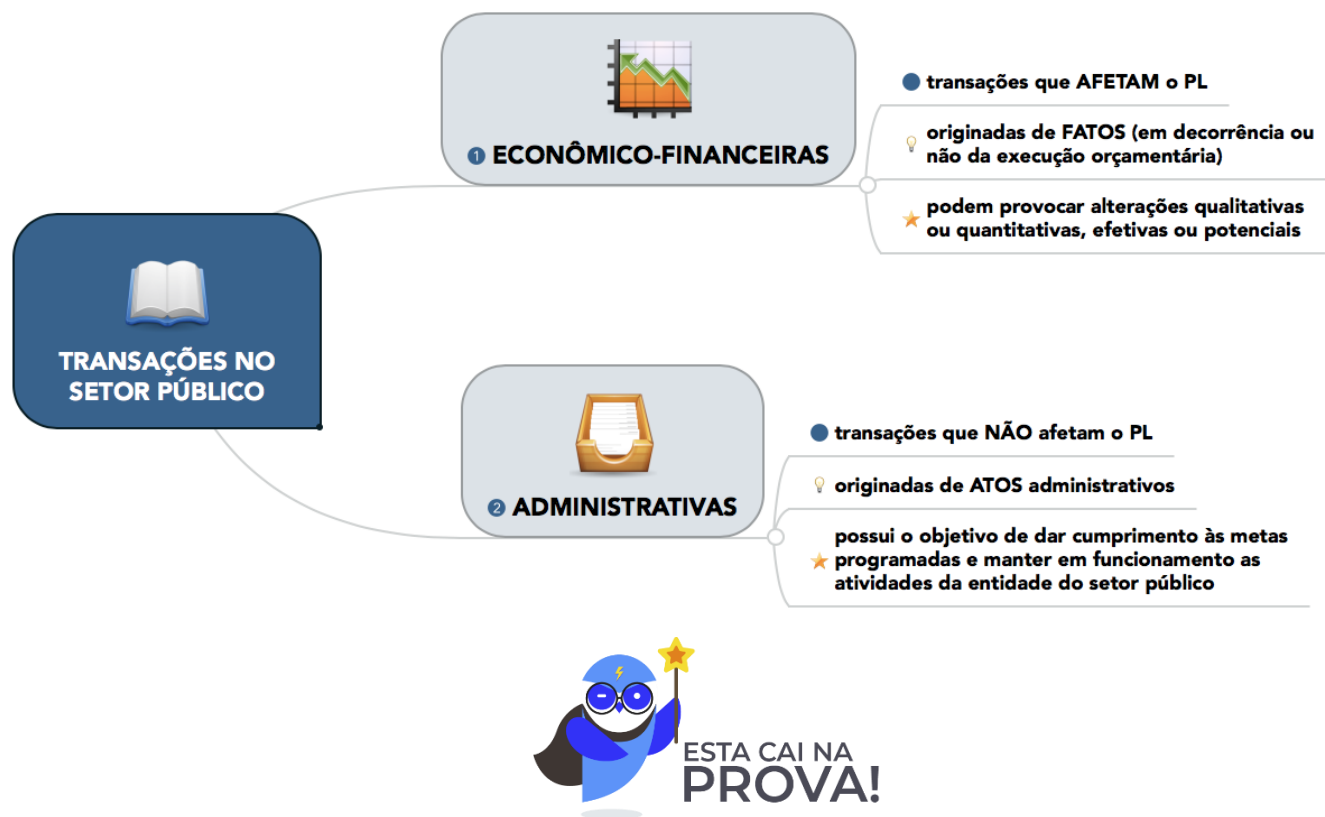 TRANSAÇÕES NO
SETOR PÚBLICO
1 ECONÔMICO-FINANCEIRAS
transações que AFETAM o PL
originadas de FATOS (em decorrência ou
não da execução orçamentária)
podem provocar alterações qualitativas
ou quantitativas, efetivas ou potenciais
2 ADMINISTRATIVAS
transações que NÃO afetam o PL
originadas de ATOS administrativos
possui o objetivo de dar cumprimento às metas
programadas e manter em funcionamento as
atividades da entidade do setor público
ESTA CAI NA
PROVA!